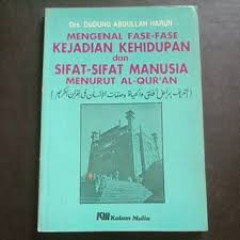 Drs. DUDUNG ABDULLAH HARUN
MENGENAL FASE-FASE
KEJADIAN KEHIDUPAN
dan
SIFAT-SIFAT MANUSIA
MENURUT AL-QUR'AN
Kalam Mulia